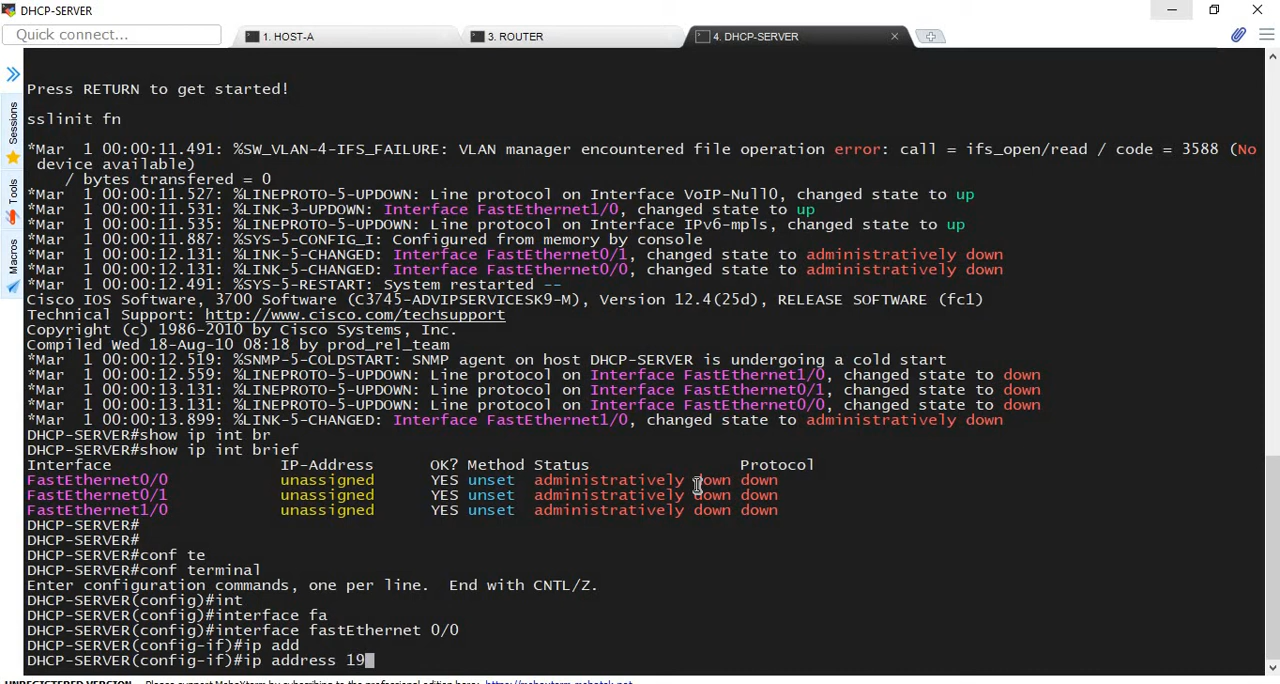 DHCP-SERVER
Quick connect...
1. HOST-A
3. ROUTER
4. DHCP-SERVER
Sessions
Tools
Macros
Press RETURN to get started!
sslinit fn
*Mar  1 00:00:11.491: %SW_VLAN-4-IFS_FAILURE: VLAN manager encountered file operation error: call = ifs_open/read / code = 3588 (No
device available)
/ bytes transfered = 0
*Mar  1 00:00:11.527: %LINEPROTO-5-UPDOWN: Line protocol on Interface VoIP-Null0, changed state to up
*Mar  1 00:00:11.531: %LINK-3-UPDOWN: Interface FastEthernet1/0, changed state to up
*Mar  1 00:00:11.535: %LINEPROTO-5-UPDOWN: Line protocol on Interface IPv6-mpls, changed state to up
*Mar  1 00:00:11.887: %SYS-5-CONFIG_I: Configured from memory by console
*Mar  1 00:00:12.131: %LINK-5-CHANGED: Interface FastEthernet0/1, changed state to administratively down
*Mar  1 00:00:12.131: %LINK-5-CHANGED: Interface FastEthernet0/0, changed state to administratively down
*Mar  1 00:00:12.491: %SYS-5-RESTART: System restarted --
Cisco IOS Software, 3700 Software (C3745-ADVIPSERVICESK9-M), Version 12.4(25d), RELEASE SOFTWARE (fc1)
Technical Support: http://www.cisco.com/techsupport
Copyright (c) 1986-2010 by Cisco Systems, Inc.
Compiled Wed 18-Aug-10 08:18 by prod_rel_team
*Mar  1 00:00:12.519: %SNMP-5-COLDSTART: SNMP agent on host DHCP-SERVER is undergoing a cold start
*Mar  1 00:00:12.559: %LINEPROTO-5-UPDOWN: Line protocol on Interface FastEthernet1/0, changed state to down
*Mar  1 00:00:13.131: %LINEPROTO-5-UPDOWN: Line protocol on Interface FastEthernet0/1, changed state to down
*Mar  1 00:00:13.131: %LINEPROTO-5-UPDOWN: Line protocol on Interface FastEthernet0/0, changed state to down
*Mar  1 00:00:13.899: %LINK-5-CHANGED: Interface FastEthernet1/0, changed state to administratively down
DHCP-SERVER#show ip int br
DHCP-SERVER#show ip int brief
Interface IP-Address OK? Method Status Protocol
FastEthernet0/0 unassigned YES unset administratively down down
FastEthernet0/1 unassigned YES unset administratively down down
FastEthernet1/0 unassigned YES unset administratively down down
DHCP-SERVER#
DHCP-SERVER#
DHCP-SERVER#conf te
DHCP-SERVER#conf terminal
Enter configuration commands, one per line.  End with CNTL/Z.
DHCP-SERVER(config)#int
DHCP-SERVER(config)#interface fa
DHCP-SERVER(config)#interface fastEthernet 0/0
DHCP-SERVER(config-if)#ip add
DHCP-SERVER(config-if)#ip address 19
UNREGISTERED VERSION - Please support MobaXterm by subscribing to the professional edition here: https://mobaxterm.mobatek.net